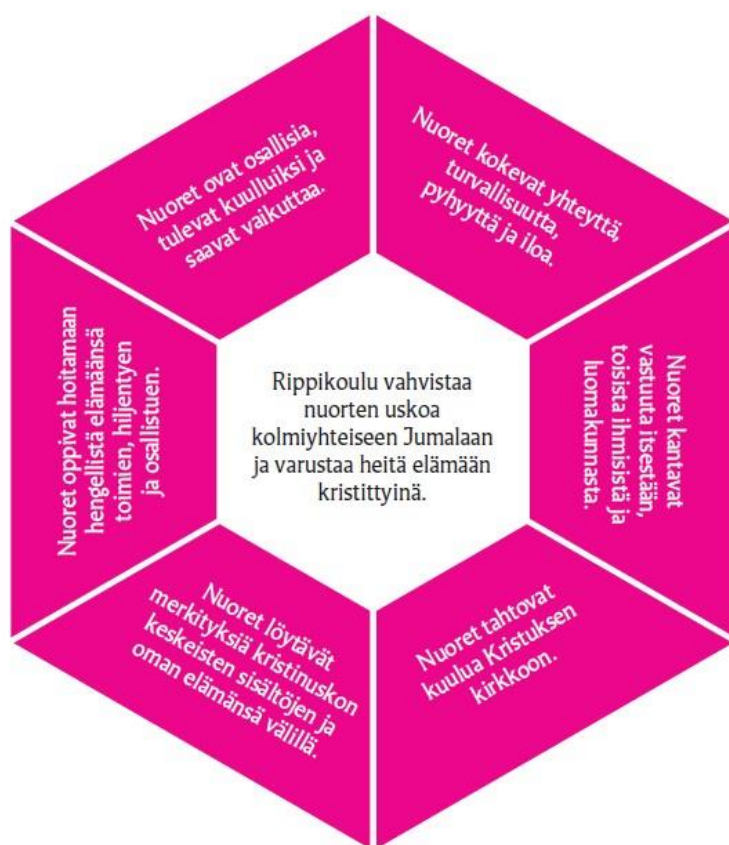 Nuoret ovat osallisia,
tulevat kuulluiksi ja
saavat vaikuttaa.
Nuoret kokevat yhteyttä,
turvallisuutta,
pyhyyttä ja iloa.
Nuoret kantavat
vastuuta itsestään,
toisista ihmisistä ja
luomakunnasta.
Nuoret tahtovat
kuulua Kristuksen
kirkkoon.
Nuoret löytävät
merkityksiä kristinuskon
keskeisten sisältöjen ja
oman elämänsä välillä.
Nuoret oppivat hoitamaan
hengellistä elämäänsä
toimien, hiljentyen
ja osallistuen.
Rippikoulu vahvistaa
nuorten uskoa
kolmiyhteiseen Jumalaan
ja varustaa heitä elämään
kristittyinä.